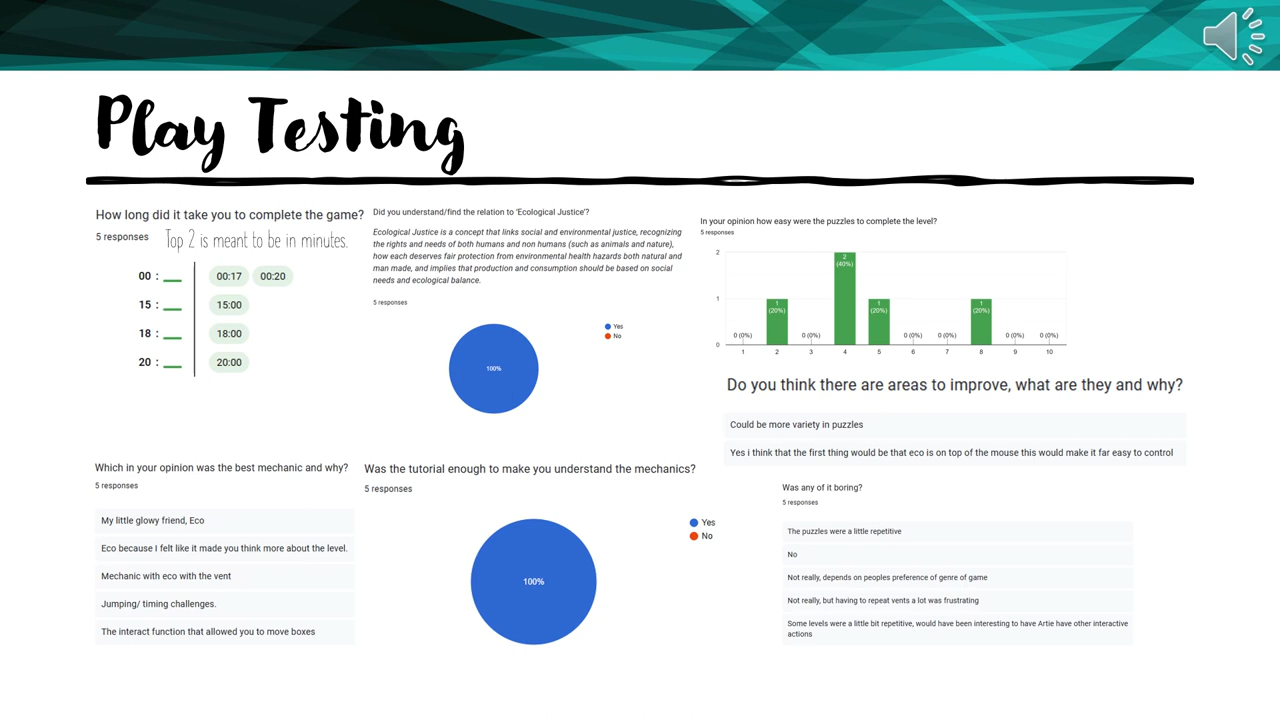 Play Testing
How long did it take you to complete the game?
5 responses
Top 2 is meant to be in minutes.
00 : __ 00:17 00:20
15 : __ 15:00
18 : __ 18:00
20 : __ 20:00
Did you understand/find the relation to 'Ecological Justice'?
Ecological Justice is a concept that links social and environmental justice, recognizing
the rights and needs of both humans and non humans (such as animals and nature),
how each deserves fair protection from environmental health hazards both natural and
man made, and implies that production and consumption should be based on social
needs and ecological balance.
5 responses
Yes
No
100%
In your opinion how easy were the puzzles to complete the level?
5 responses
2
1
0
0 (0%)
1
(20%)
0 (0%)
2
(40%)
1
(20%)
0 (0%)
0 (0%)
1
(20%)
0 (0%)
0 (0%)
1 2 3 4 5 6 7 8 9 10
Do you think there are areas to improve, what are they and why?
Could be more variety in puzzles
Yes i think that the first thing would be that eco is on top of the mouse this would make it far easy to control
Which in your opinion was the best mechanic and why?
5 responses
My little glowy friend, Eco
Eco because I felt like it made you think more about the level.
Mechanic with eco with the vent
Jumping/ timing challenges.
The interact function that allowed you to move boxes
Was the tutorial enough to make you understand the mechanics?
5 responses
Yes
No
100%
Was any of it boring?
5 responses
The puzzles were a little repetitive
No
Not really, depends on peoples preference of genre of game
Not really, but having to repeat vents a lot was frustrating
Some levels were a little bit repetitive, would have been interesting to have Artie have other interactive
actions